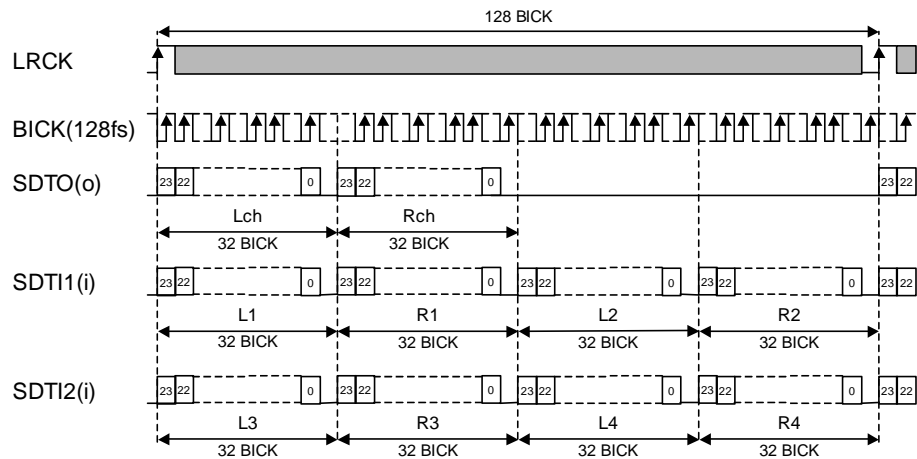 128 BICK
LRCK
BICK(128fs)
SDTO(o)
23 22 0 23 22 0 23 22
Lch Rch
32 BICK 32 BICK
SDTI1(i)
23 22 0 23 22 0 23 22 0 23 22 0 23 22
L1 R1 L2 R2
32 BICK 32 BICK 32 BICK 32 BICK
SDTI2(i)
23 22 0 23 22 0 23 22 0 23 22 0 23 22
L3 R3 L4 R4
32 BICK 32 BICK 32 BICK 32 BICK